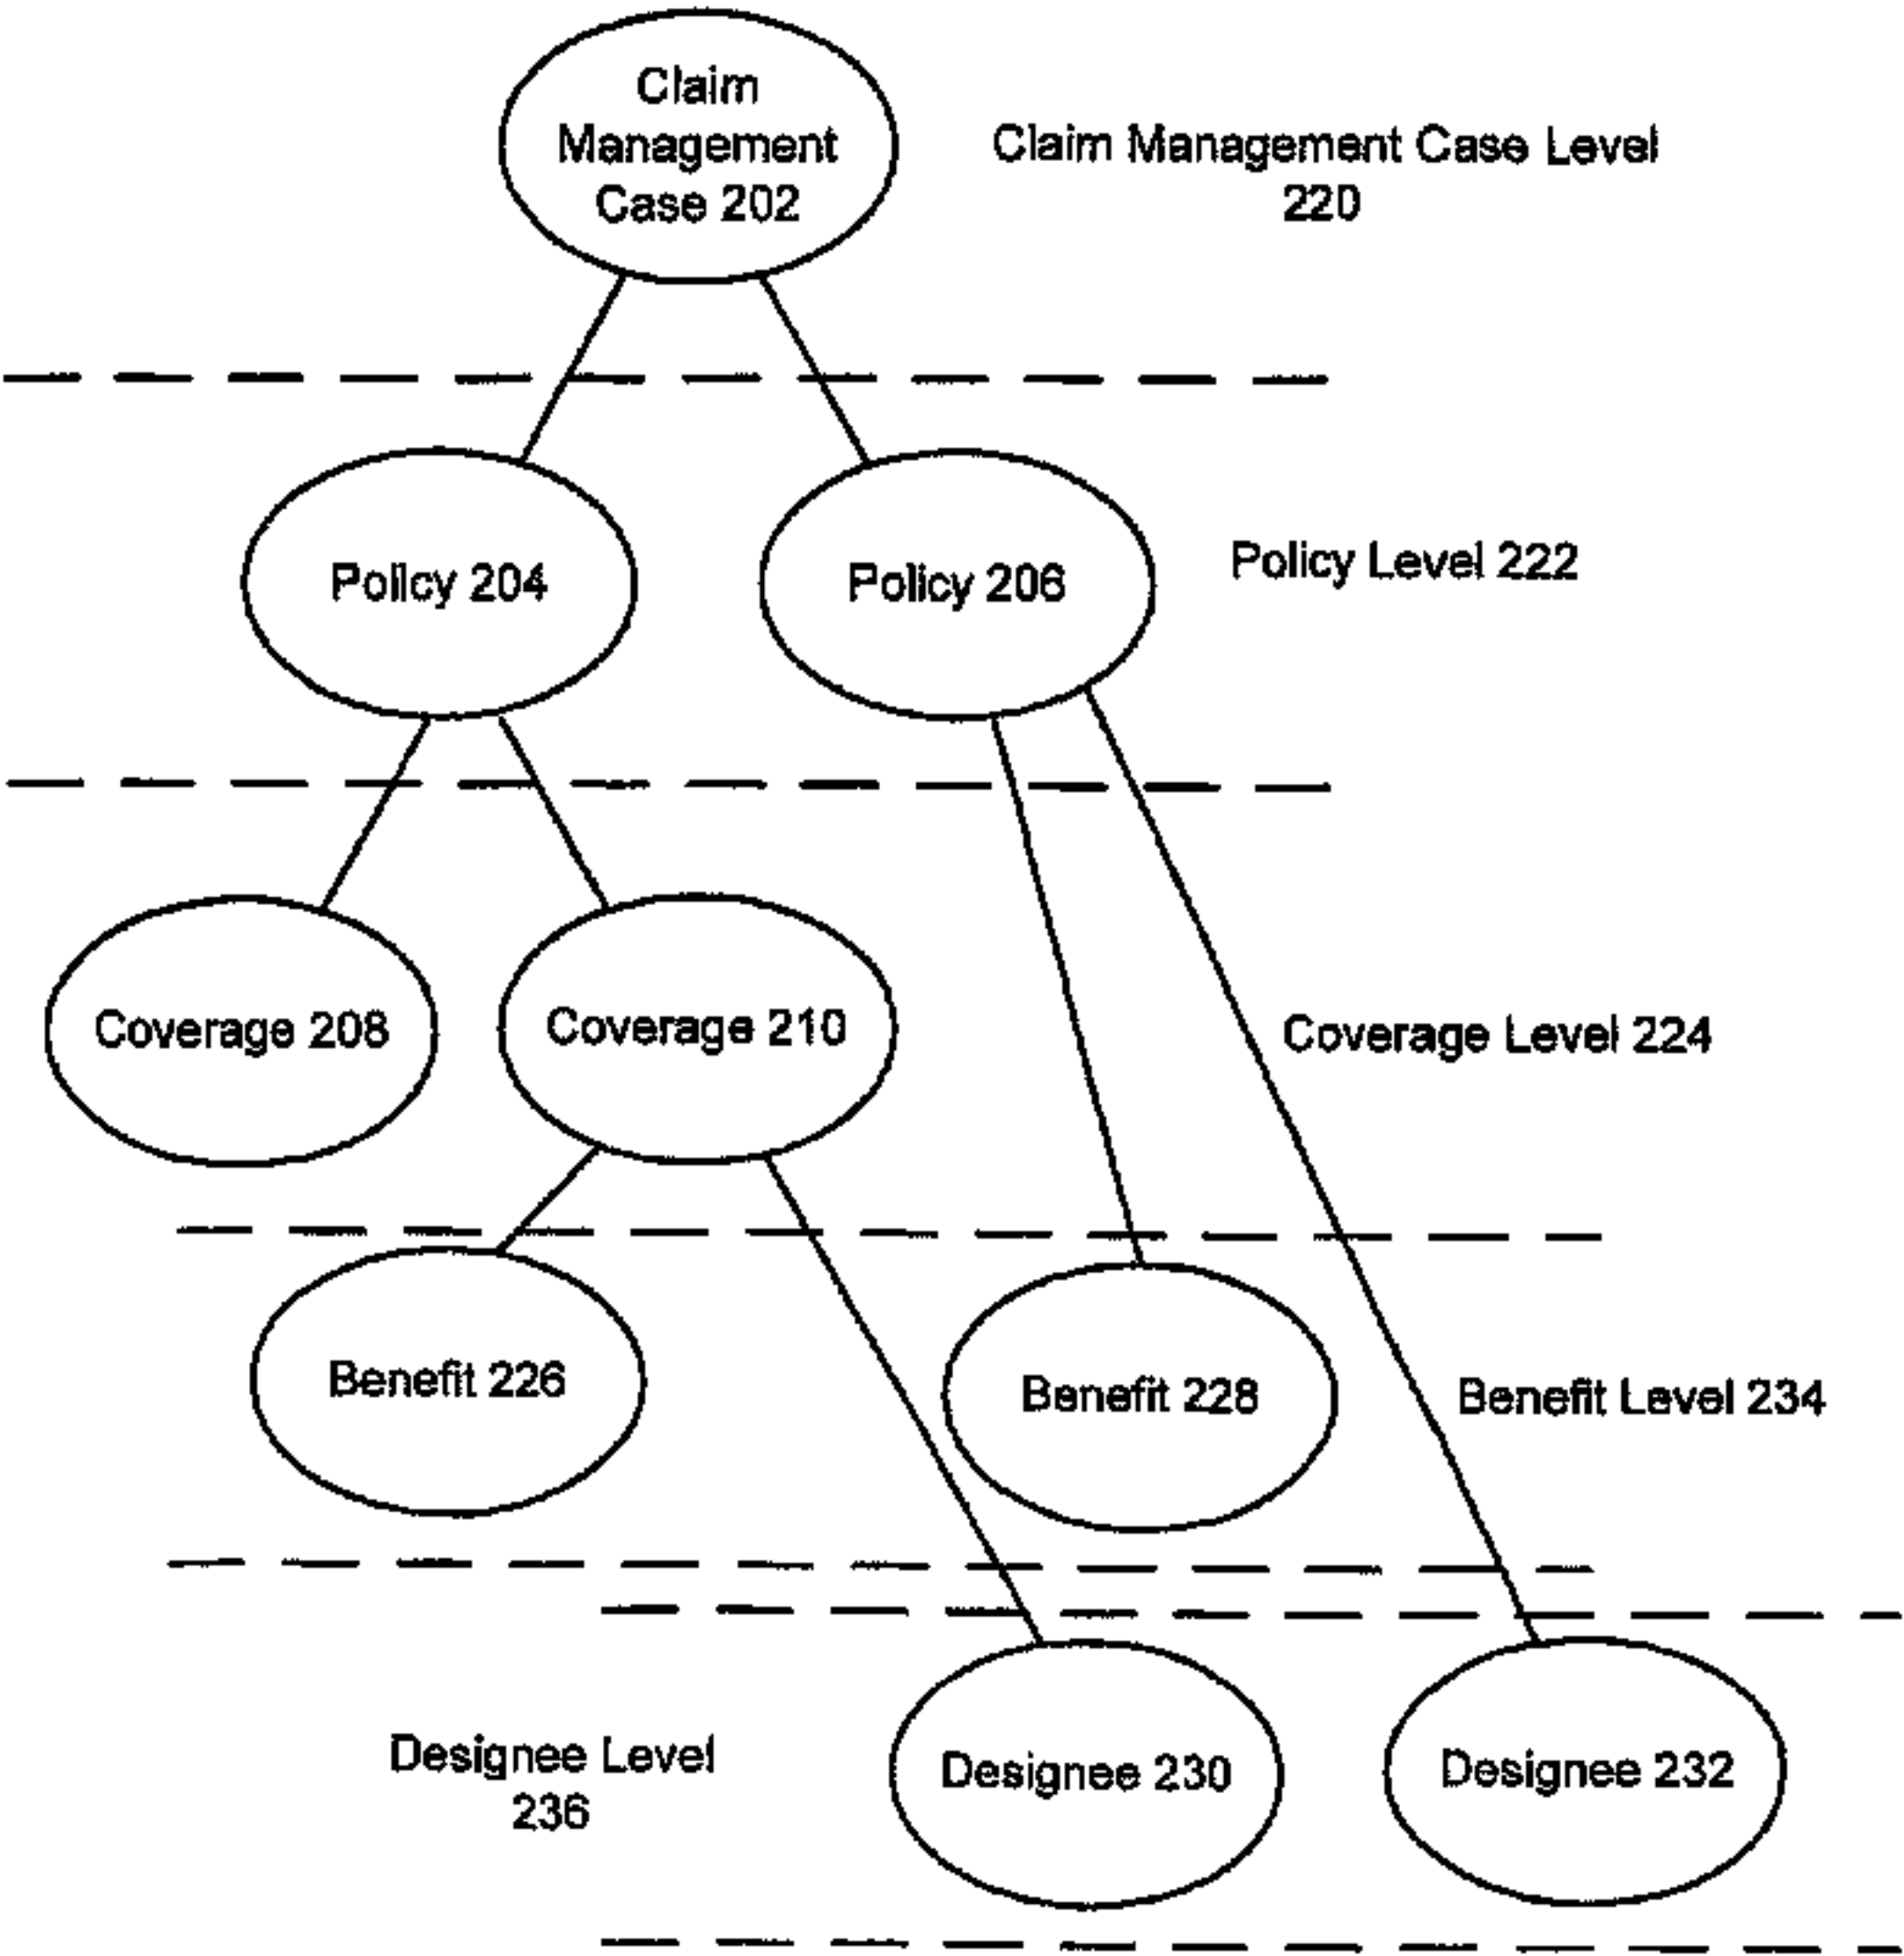 Claim
Management
Case 202
Claim Management Case Level
220
Policy 204
Policy 206
Policy Level 222
Coverage 208
Coverage 210
Coverage Level 224
Benefit 226
Benefit 228
Benefit Level 234
Designee Level
236
Designee 230
Designee 232